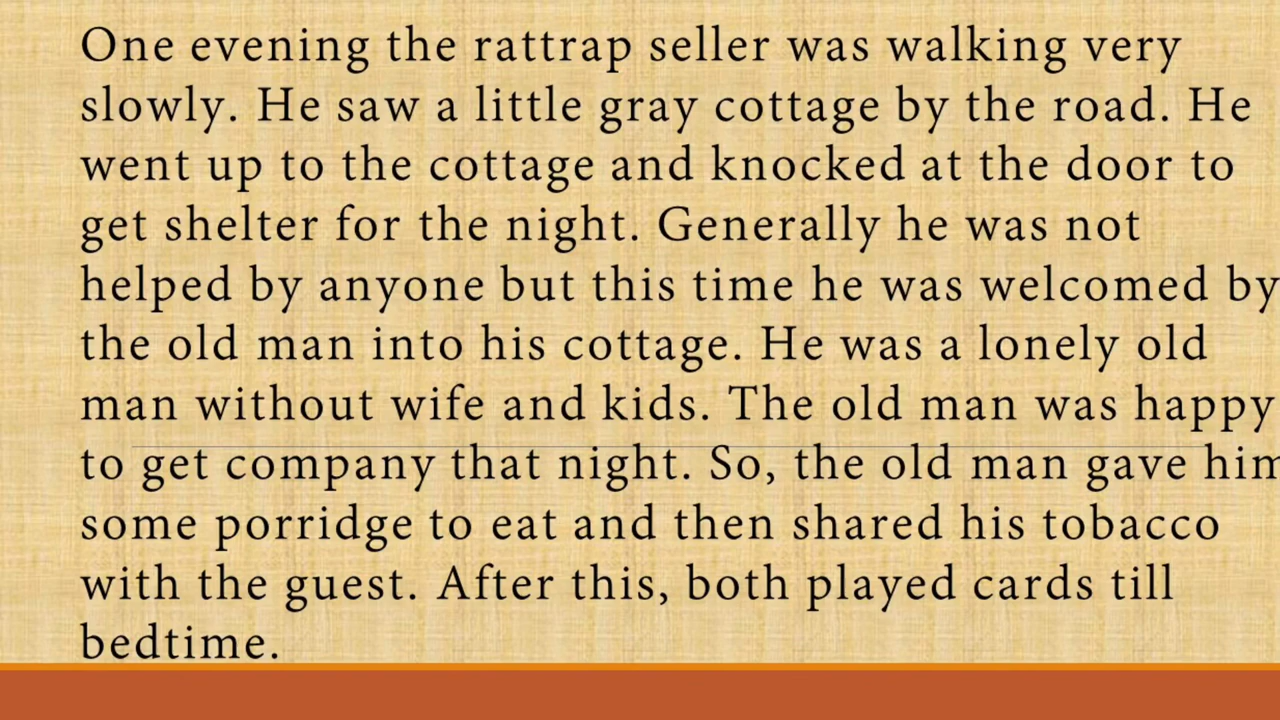 One evening the rattrap seller was walking very
slowly. He saw a little gray cottage by the road. He
went up to the cottage and knocked at the door to
get shelter for the night. Generally he was not
helped by anyone but this time he was welcomed by
the old man into his cottage. He was a lonely old
man without wife and kids. The old man was happy
to get company that night. So, the old man gave him
some porridge to eat and then shared his tobacco
with the guest. After this, both played cards till
bedtime.